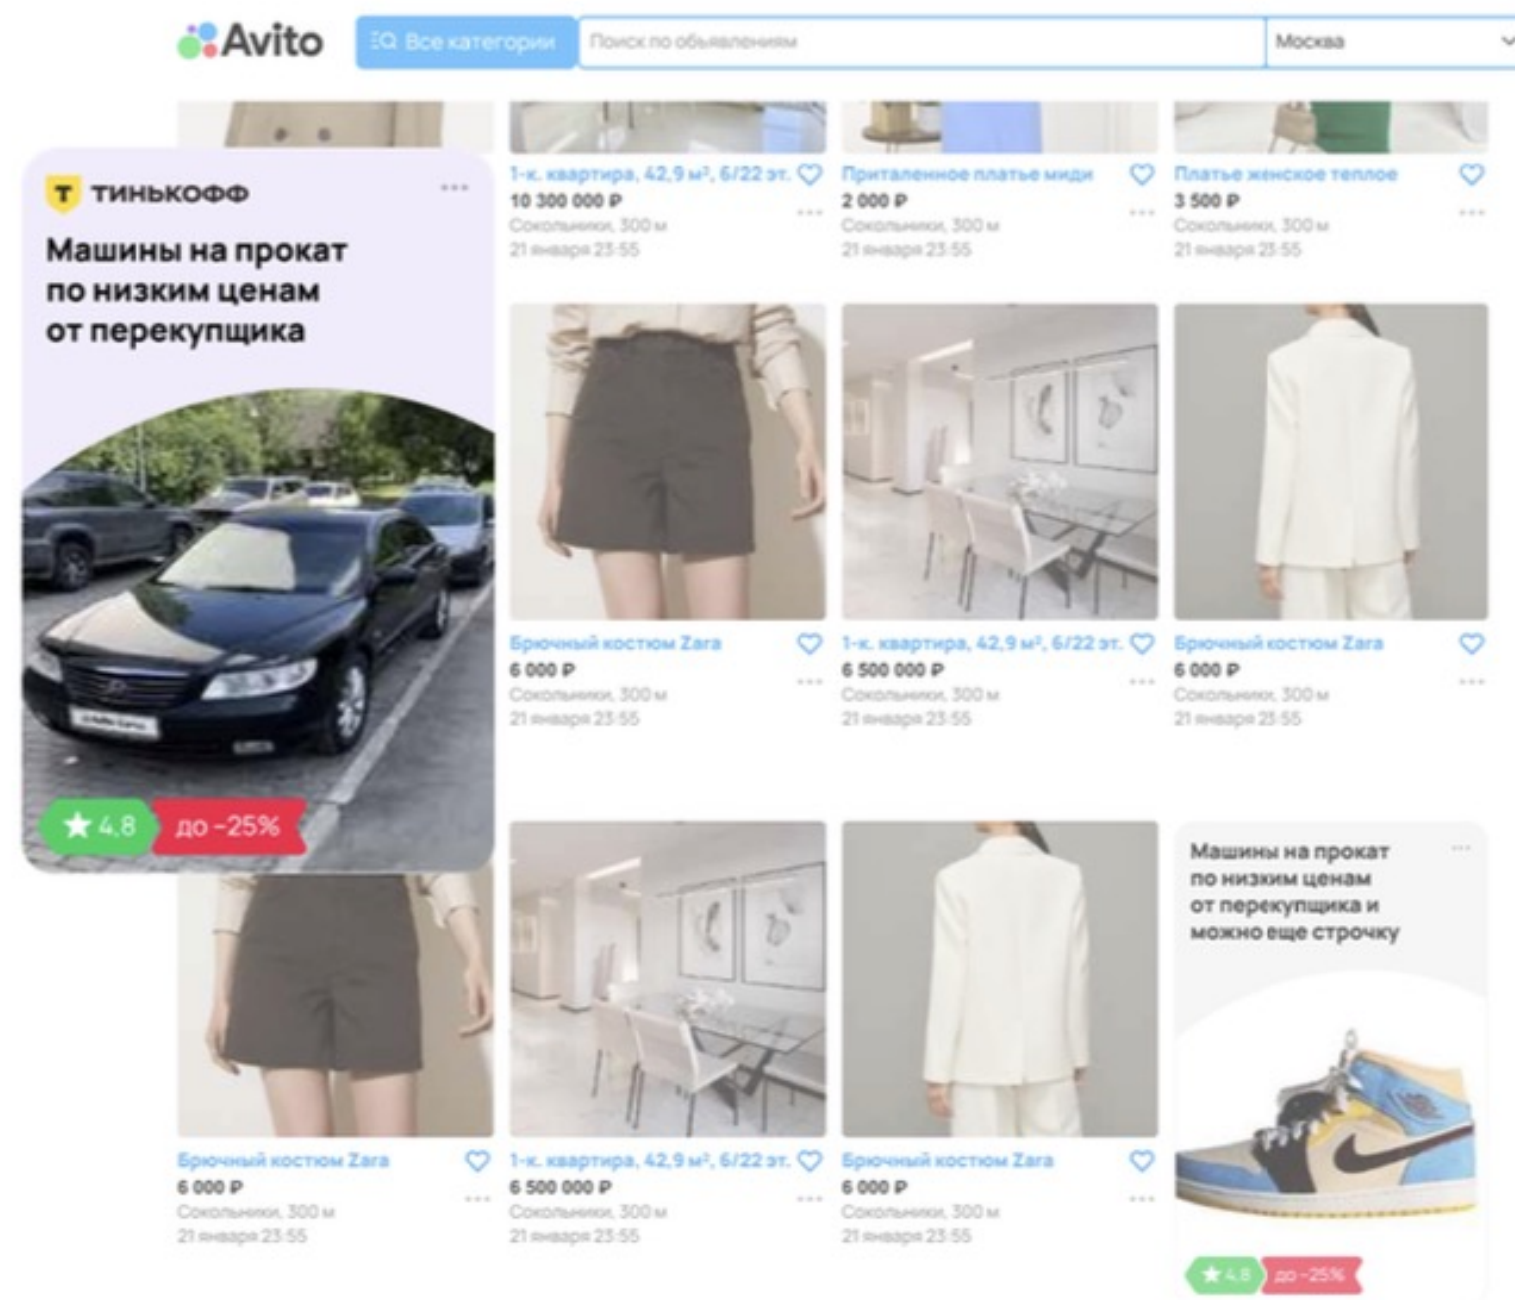 Avito
Все категории
Поиск по объявлениям
Москва
ТИНЬКОФФ
Машины на прокат
по низким ценам
от перекупщика
4,8
до −25%
1-к. квартира, 42,9 м², 6/22 эт.
10 300 000 ₽
Сокольники, 300 м
21 января 23:55
Приталенное платье миди
2 000 ₽
Сокольники, 300 м
21 января 23:55
Платье женское теплое
3 500 ₽
Сокольники, 300 м
21 января 23:55
Брючный костюм Zara
6 000 ₽
Сокольники, 300 м
21 января 23:55
1-к. квартира, 42,9 м², 6/22 эт.
6 500 000 ₽
Сокольники, 300 м
21 января 23:55
Брючный костюм Zara
6 000 ₽
Сокольники, 300 м
21 января 23:55
Брючный костюм Zara
6 000 ₽
Сокольники, 300 м
21 января 23:55
1-к. квартира, 42,9 м², 6/22 эт.
6 500 000 ₽
Сокольники, 300 м
21 января 23:55
Брючный костюм Zara
6 000 ₽
Сокольники, 300 м
21 января 23:55
Машины на прокат
по низким ценам
от перекупщика и
можно еще строчку
4,8
до −25%